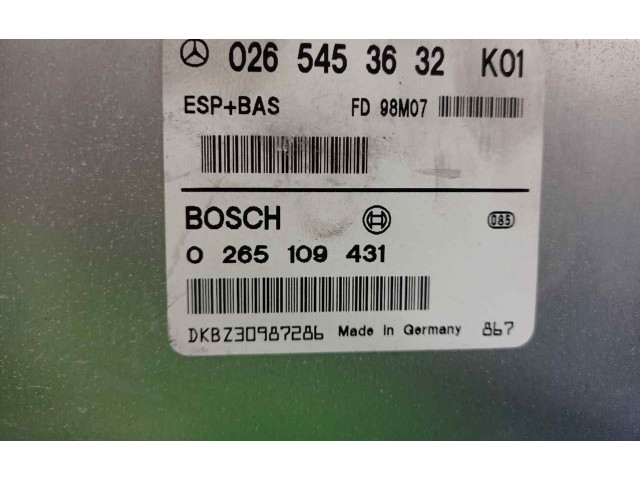 026 545 36 32 K01
ESP+BAS FD 98M07
BOSCH 085
0 265 109 431
DKBZ30987286 Made in Germany 867